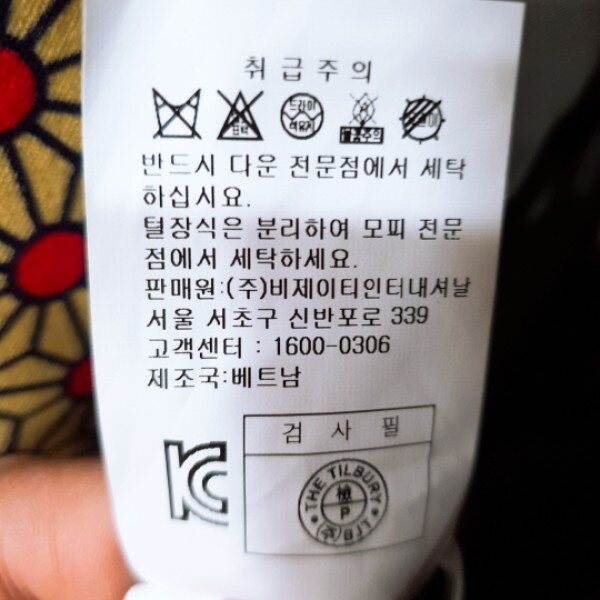 취급주의
드라이
반드시 다운 전문점에서 세탁
하십시요.
털장식은 분리하여 모피 전문
점에서 세탁하세요.
판매원:(주)비제이티인터내셔날
서울 서초구 신반포로 339
고객센터 : 1600-0306
제조국:베트남
검 사 필
THE TILBURY
檢
P
(주)BJT